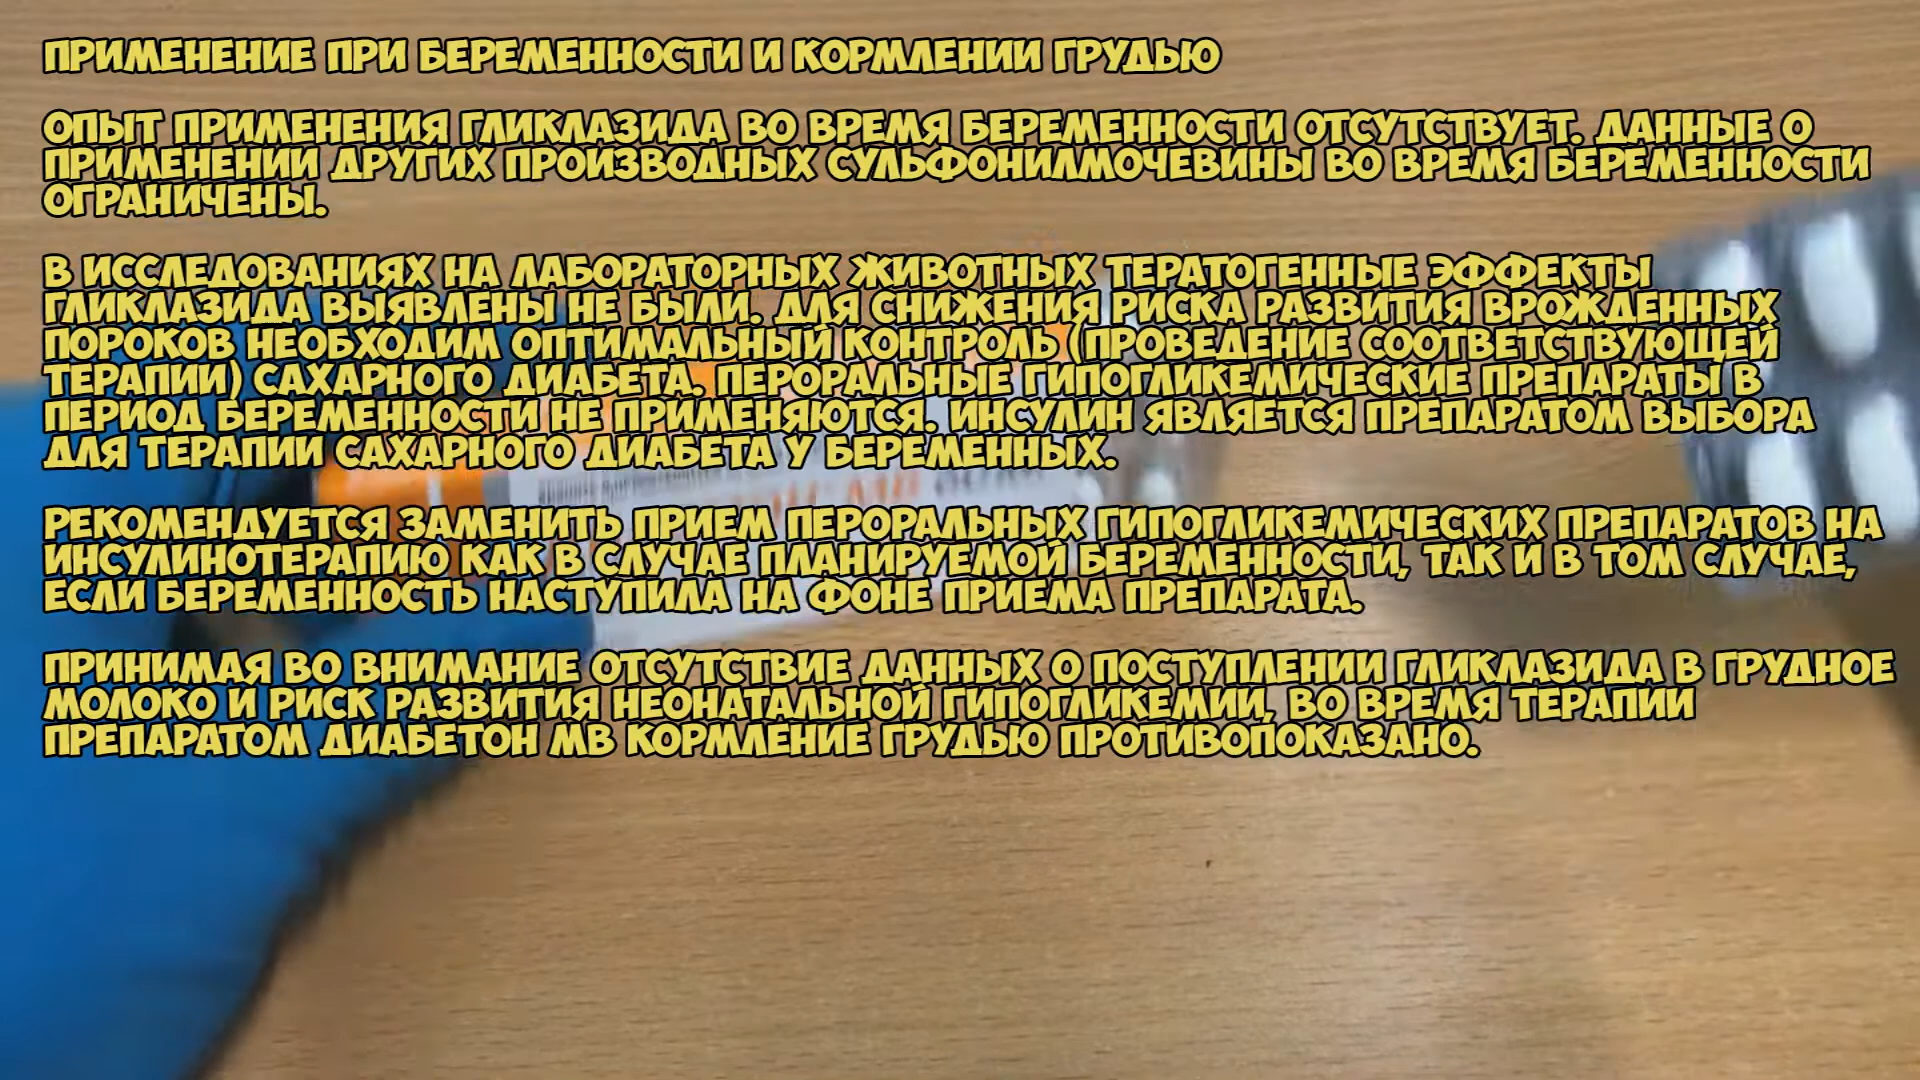 ПРИМЕНЕНИЕ ПРИ БЕРЕМЕННОСТИ И КОРМЛЕНИИ ГРУДЬЮ
ОПЫТ ПРИМЕНЕНИЯ ГЛИКЛАЗИДА ВО ВРЕМЯ БЕРЕМЕННОСТИ ОТСУТСТВУЕТ. ДАННЫЕ О
ПРИМЕНЕНИИ ДРУГИХ ПРОИЗВОДНЫХ СУЛЬФОНИЛМОЧЕВИНЫ ВО ВРЕМЯ БЕРЕМЕННОСТИ
ОГРАНИЧЕНЫ.
В ИССЛЕДОВАНИЯХ НА ЛАБОРАТОРНЫХ ЖИВОТНЫХ ТЕРАТОГЕННЫЕ ЭФФЕКТЫ
ГЛИКЛАЗИДА ВЫЯВЛЕНЫ НЕ БЫЛИ. ДЛЯ СНИЖЕНИЯ РИСКА РАЗВИТИЯ ВРОЖДЕННЫХ
ПОРОКОВ НЕОБХОДИМ ОПТИМАЛЬНЫЙ КОНТРОЛЬ (ПРОВЕДЕНИЕ СООТВЕТСТВУЮЩЕЙ
ТЕРАПИИ) САХАРНОГО ДИАБЕТА. ПЕРОРАЛЬНЫЕ ГИПОГЛИКЕМИЧЕСКИЕ ПРЕПАРАТЫ В
ПЕРИОД БЕРЕМЕННОСТИ НЕ ПРИМЕНЯЮТСЯ. ИНСУЛИН ЯВЛЯЕТСЯ ПРЕПАРАТОМ ВЫБОРА
ДЛЯ ТЕРАПИИ САХАРНОГО ДИАБЕТА У БЕРЕМЕННЫХ.
РЕКОМЕНДУЕТСЯ ЗАМЕНИТЬ ПРИЕМ ПЕРОРАЛЬНЫХ ГИПОГЛИКЕМИЧЕСКИХ ПРЕПАРАТОВ НА
ИНСУЛИНОТЕРАПИЮ КАК В СЛУЧАЕ ПЛАНИРУЕМОЙ БЕРЕМЕННОСТИ, ТАК И В ТОМ СЛУЧАЕ,
ЕСЛИ БЕРЕМЕННОСТЬ НАСТУПИЛА НА ФОНЕ ПРИЕМА ПРЕПАРАТА.
ПРИНИМАЯ ВО ВНИМАНИЕ ОТСУТСТВИЕ ДАННЫХ О ПОСТУПЛЕНИИ ГЛИКЛАЗИДА В ГРУДНОЕ
МОЛОКО И РИСК РАЗВИТИЯ НЕОНАТАЛЬНОЙ ГИПОГЛИКЕМИИ, ВО ВРЕМЯ ТЕРАПИИ
ПРЕПАРАТОМ ДИАБЕТОН МВ КОРМЛЕНИЕ ГРУДЬЮ ПРОТИВОПОКАЗАНО.